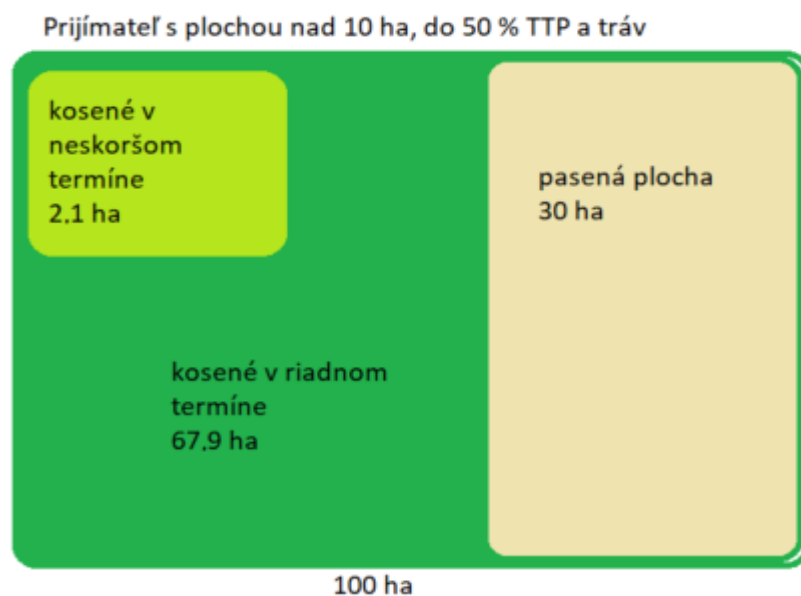 Prijímateľ s plochou nad 10 ha, do 50 % TTP a tráv
kosené v
neskoršom
termíne
2,1 ha
pasená plocha
30 ha
kosené v riadnom
termíne
67,9 ha
100 ha